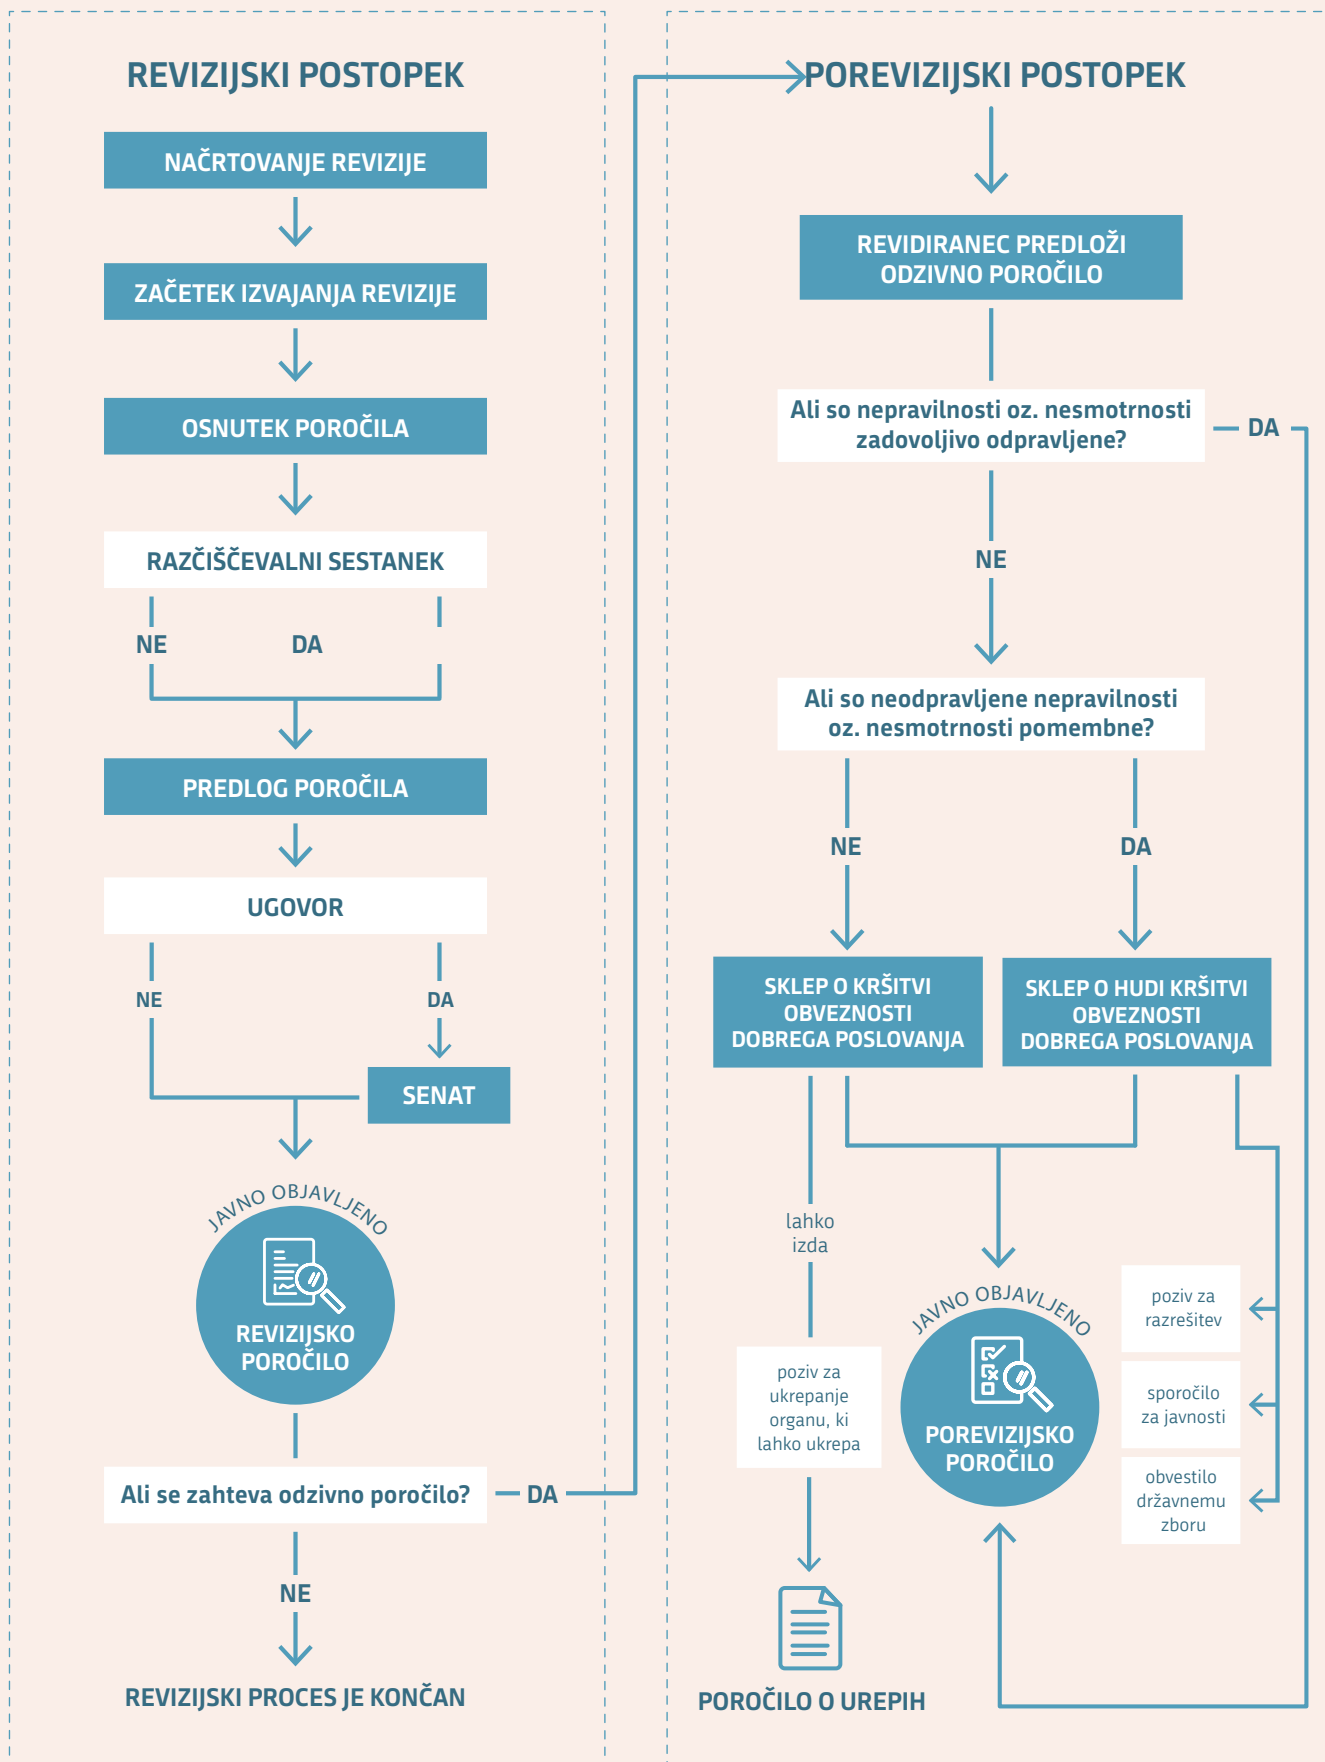 REVIZIJSKI POSTOPEK
NAČRTOVANJE REVIZIJE
ZAČETEK IZVAJANJA REVIZIJE
OSNUTEK POROČILA
RAZČIŠČEVALNI SESTANEK
NE
DA
PREDLOG POROČILA
UGOVOR
NE
DA
SENAT
JAVNO OBJAVLJENO
REVIZIJSKO
POROČILO
Ali se zahteva odzivno poročilo?
DA
NE
REVIZIJSKI PROCES JE KONČAN
POREVIZIJSKI POSTOPEK
REVIDIRANEC PREDLOŽI
ODZIVNO POROČILO
Ali so nepravilnosti oz. nesmotrnosti
zadovoljivo odpravljene?
DA
NE
Ali so neodpravljene nepravilnosti
oz. nesmotrnosti pomembne?
NE
DA
SKLEP O KRŠITVI
OBVEZNOSTI
DOBREGA POSLOVANJA
SKLEP O HUDI KRŠITVI
OBVEZNOSTI
DOBREGA POSLOVANJA
lahko
izda
poziv za
ukrepanje
organu, ki
lahko ukrepa
POROČILO O UREPIH
JAVNO OBJAVLJENO
POREVIZIJSKO
POROČILO
poziv za
razrešitev
sporočilo
za javnosti
obvestilo
državnemu
zboru